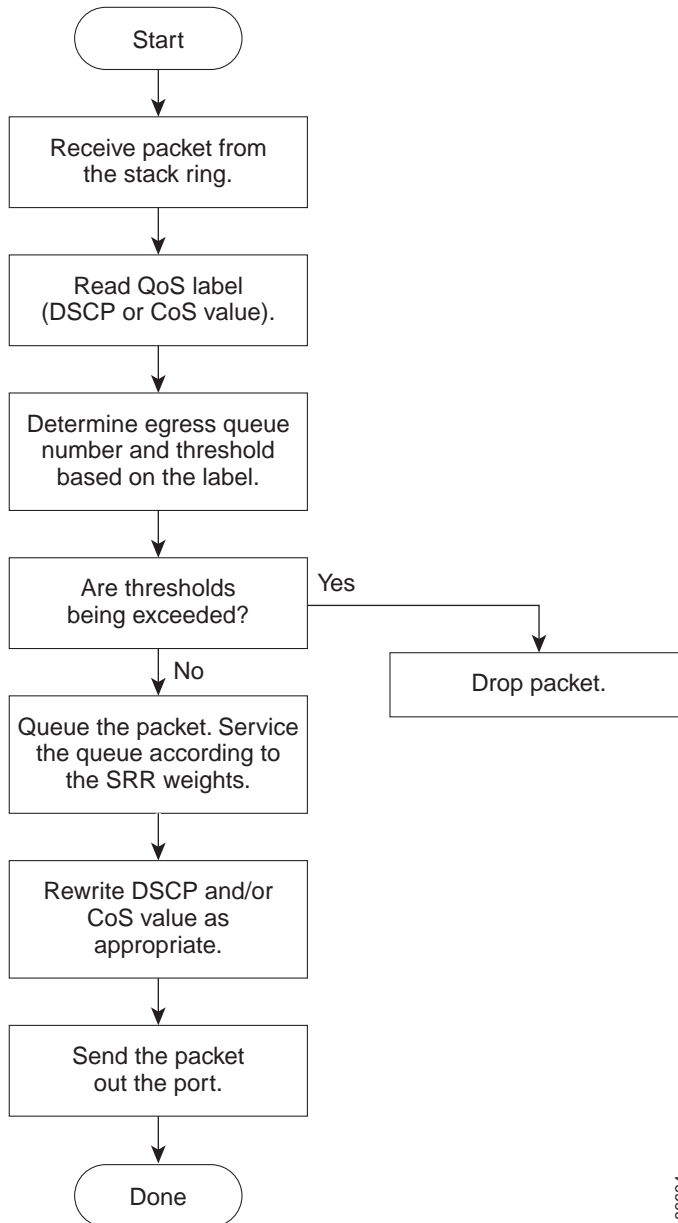 Start
Receive packet from
the stack ring.
Read QoS label
(DSCP or CoS value).
Determine egress queue
number and threshold
based on the label.
Are thresholds
being exceeded?
Yes
No
Drop packet.
Queue the packet. Service
the queue according to
the SRR weights.
Rewrite DSCP and/or
CoS value as
appropriate.
Send the packet
out the port.
Done